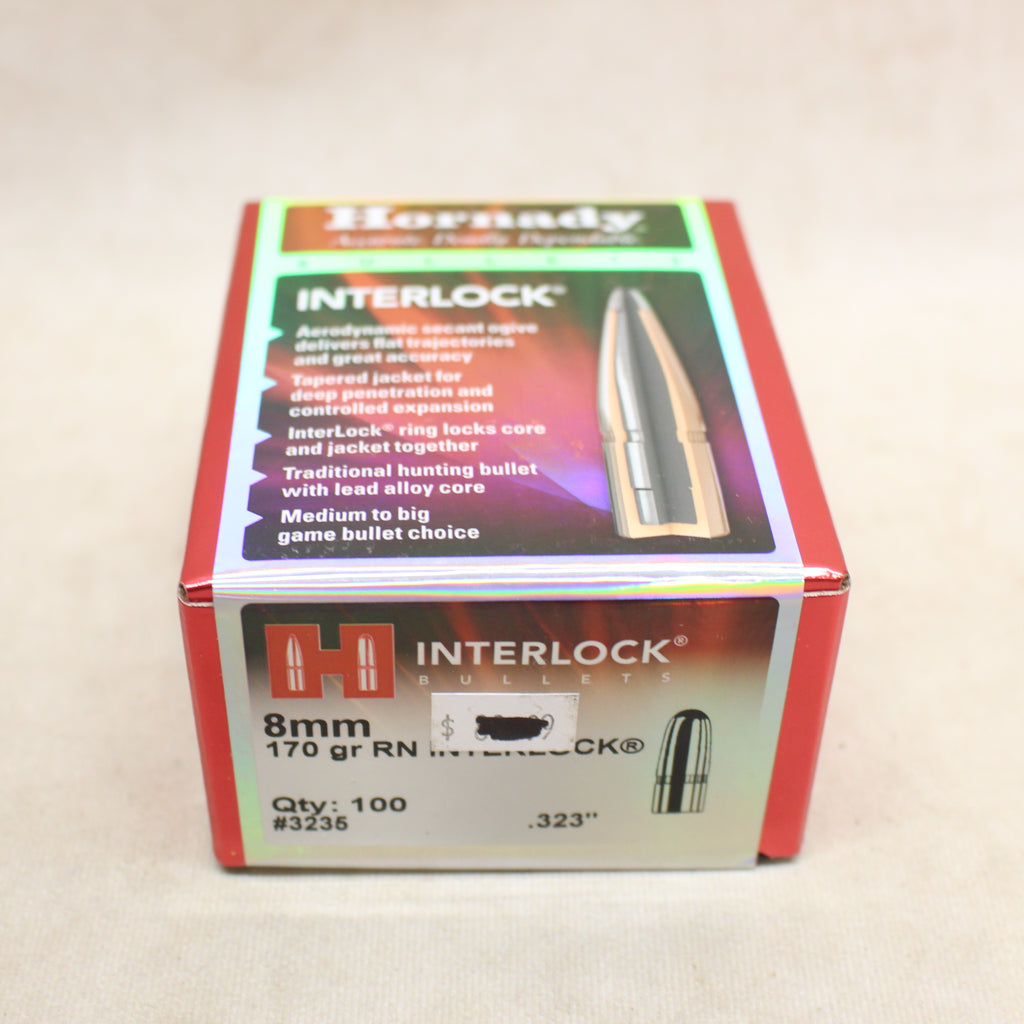 Hornady
Accurate Deadly Dependable
BULLETS
INTERLOCK®
Aerodynamic secant ogive
delivers flat trajectories
and great accuracy
Tapered jacket for
deep penetration and
controlled expansion
InterLock® ring locks core
and jacket together
Traditional hunting bullet
with lead alloy core
Medium to big
game bullet choice
H INTERLOCK®
BULLETS
$
8mm
170 gr RN INTERLOCK®
Qty: 100
#3235 .323"